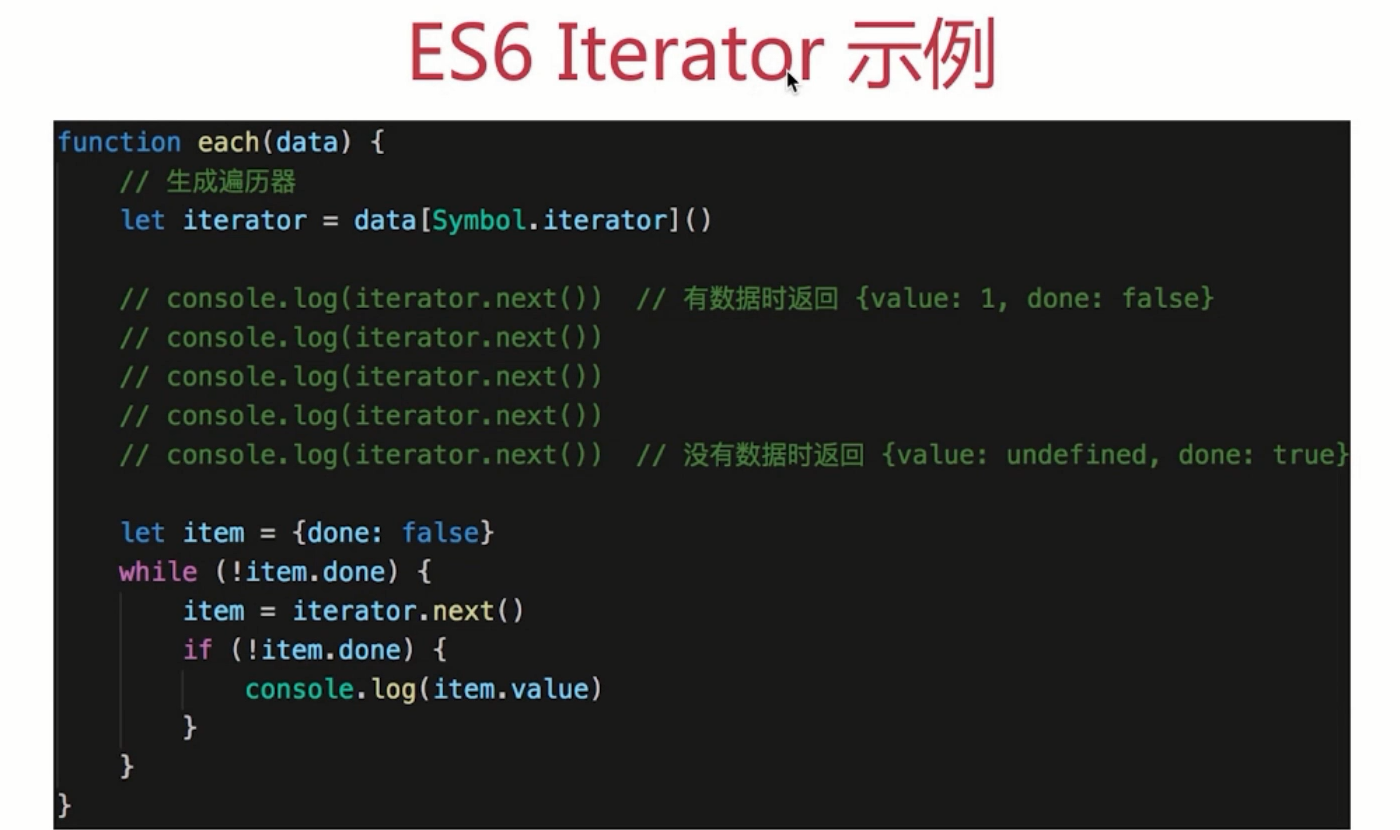 ES6 Iterator 示例
function each(data) {
    // 生成遍历器
    let iterator = data[Symbol.iterator]()
    // console.log(iterator.next())  // 有数据时返回 {value: 1, done: false}
    // console.log(iterator.next())
    // console.log(iterator.next())
    // console.log(iterator.next())
    // console.log(iterator.next())  // 没有数据时返回 {value: undefined, done: true}
    let item = {done: false}
    while (!item.done) {
        item = iterator.next()
        if (!item.done) {
            console.log(item.value)
        }
    }
}